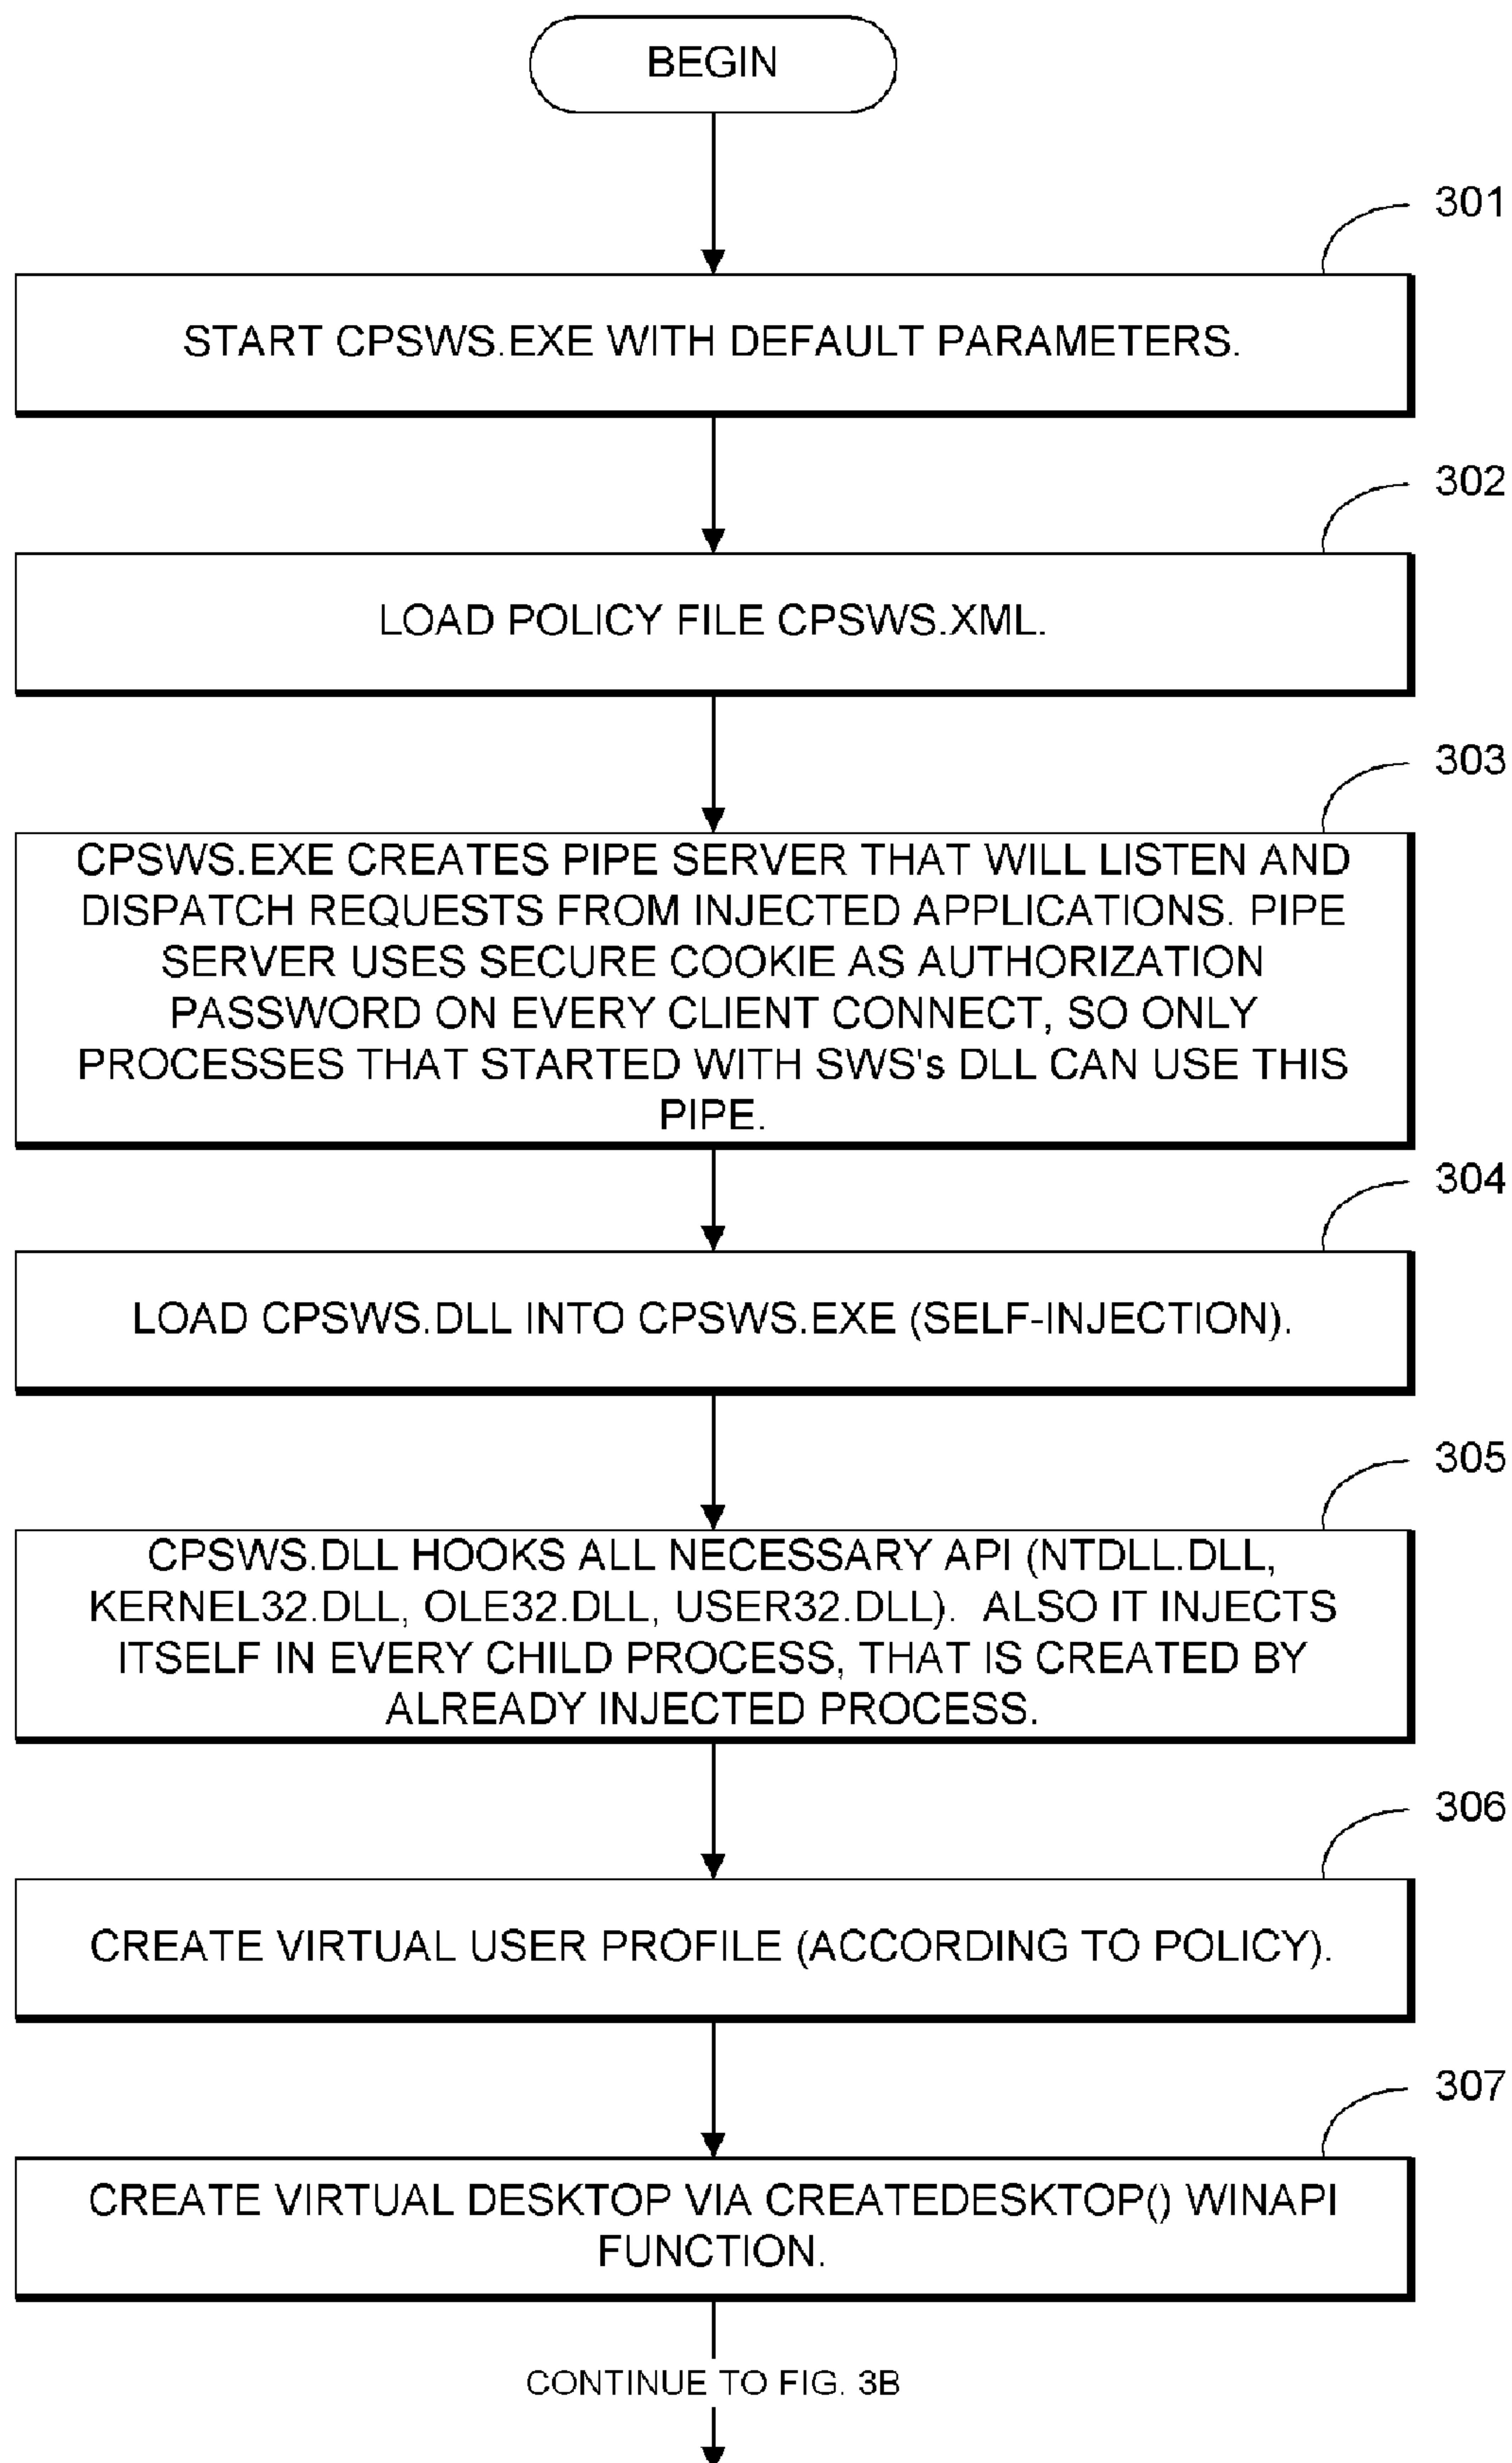 BEGIN
301
START CPSWS.EXE WITH DEFAULT PARAMETERS.
302
LOAD POLICY FILE CPSWS.XML.
303
CPSWS.EXE CREATES PIPE SERVER THAT WILL LISTEN AND
DISPATCH REQUESTS FROM INJECTED APPLICATIONS. PIPE
SERVER USES SECURE COOKIE AS AUTHORIZATION
PASSWORD ON EVERY CLIENT CONNECT, SO ONLY
PROCESSES THAT STARTED WITH SWS's DLL CAN USE THIS
PIPE.
304
LOAD CPSWS.DLL INTO CPSWS.EXE (SELF-INJECTION).
305
CPSWS.DLL HOOKS ALL NECESSARY API (NTDLL.DLL,
KERNEL32.DLL, OLE32.DLL, USER32.DLL).  ALSO IT INJECTS
ITSELF IN EVERY CHILD PROCESS, THAT IS CREATED BY
ALREADY INJECTED PROCESS.
306
CREATE VIRTUAL USER PROFILE (ACCORDING TO POLICY).
307
CREATE VIRTUAL DESKTOP VIA CREATEDESKTOP() WINAPI
FUNCTION.
CONTINUE TO FIG. 3B